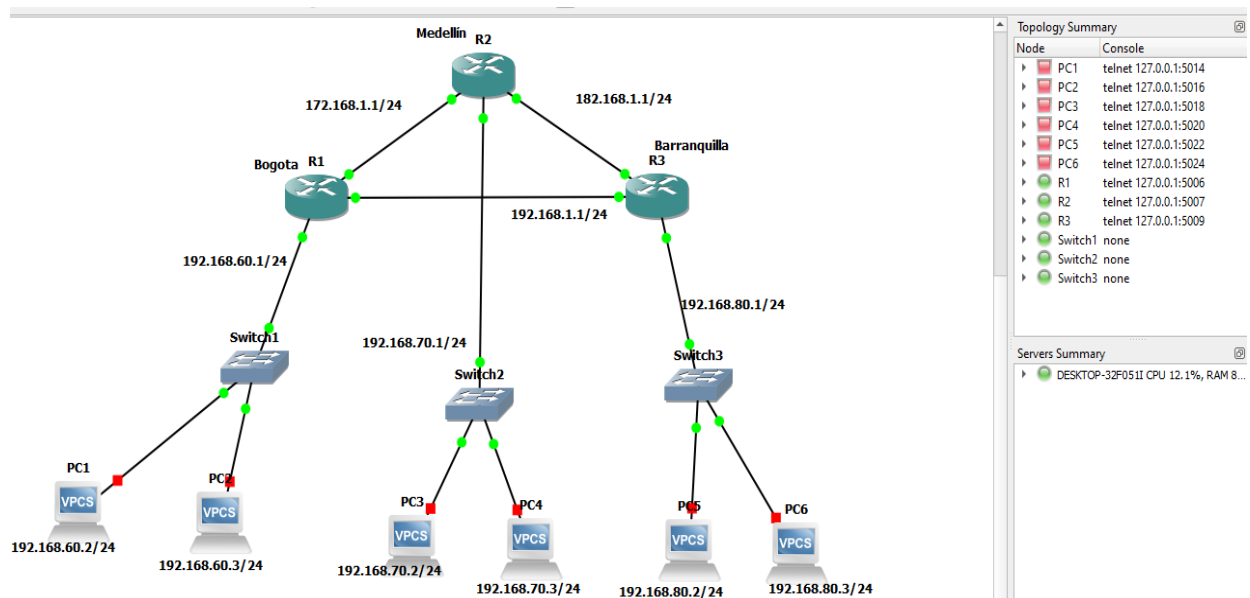 Medellín
R2
172.168.1.1/24
182.168.1.1/24
Bogota
R1
Barranquilla
R3
192.168.1.1/24
192.168.60.1/24
192.168.70.1/24
192.168.80.1/24
Switch1
Switch2
Switch3
PC1
VPCS
192.168.60.2/24
PC2
VPCS
192.168.60.3/24
PC3
VPCS
192.168.70.2/24
PC4
VPCS
192.168.70.3/24
PC5
VPCS
192.168.80.2/24
PC6
VPCS
192.168.80.3/24
Topology Summary
Node Console
PC1 telnet 127.0.0.1:5014
PC2 telnet 127.0.0.1:5016
PC3 telnet 127.0.0.1:5018
PC4 telnet 127.0.0.1:5020
PC5 telnet 127.0.0.1:5022
PC6 telnet 127.0.0.1:5024
R1 telnet 127.0.0.1:5006
R2 telnet 127.0.0.1:5007
R3 telnet 127.0.0.1:5009
Switch1 none
Switch2 none
Switch3 none
Servers Summary
DESKTOP-32F051I CPU 12.1%, RAM 8...